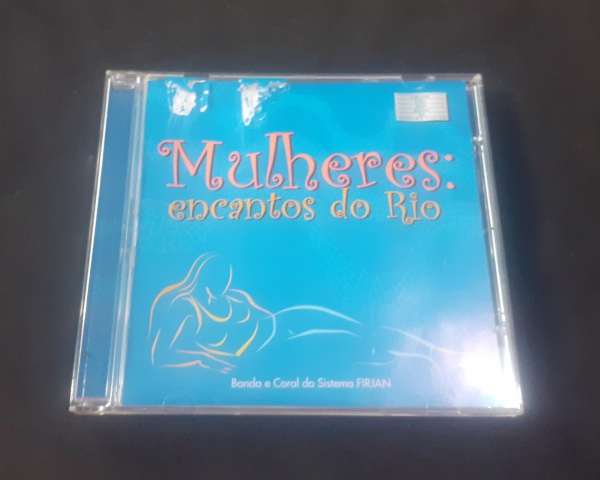 Mulheres:
encantos do Rio
Banda e Coral do Sistema FIRJAN